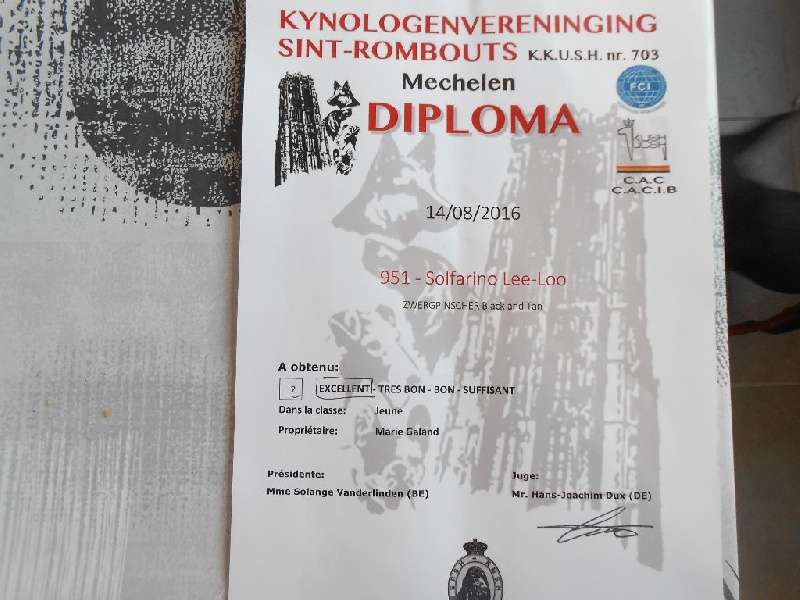 KYNOLOGENVERENINGING
SINT-ROMBOUTS K.K.U.S.H. nr. 703
Mechelen
DIPLOMA
FCI
C.A.C
C.A.C.I.B
14/08/2016
951 - Solfarino Lee-Loo
ZWERGPINSCHER Black and Tan
A obtenu:
2 EXCELLENT - TRES BON - BON - SUFFISANT
Dans la classe: Jeune
Propriétaire: Marie Galand
Présidente: Juge:
Mme Solange Vanderlinden (BE) Mr. Hans-Joachim Dux (DE)